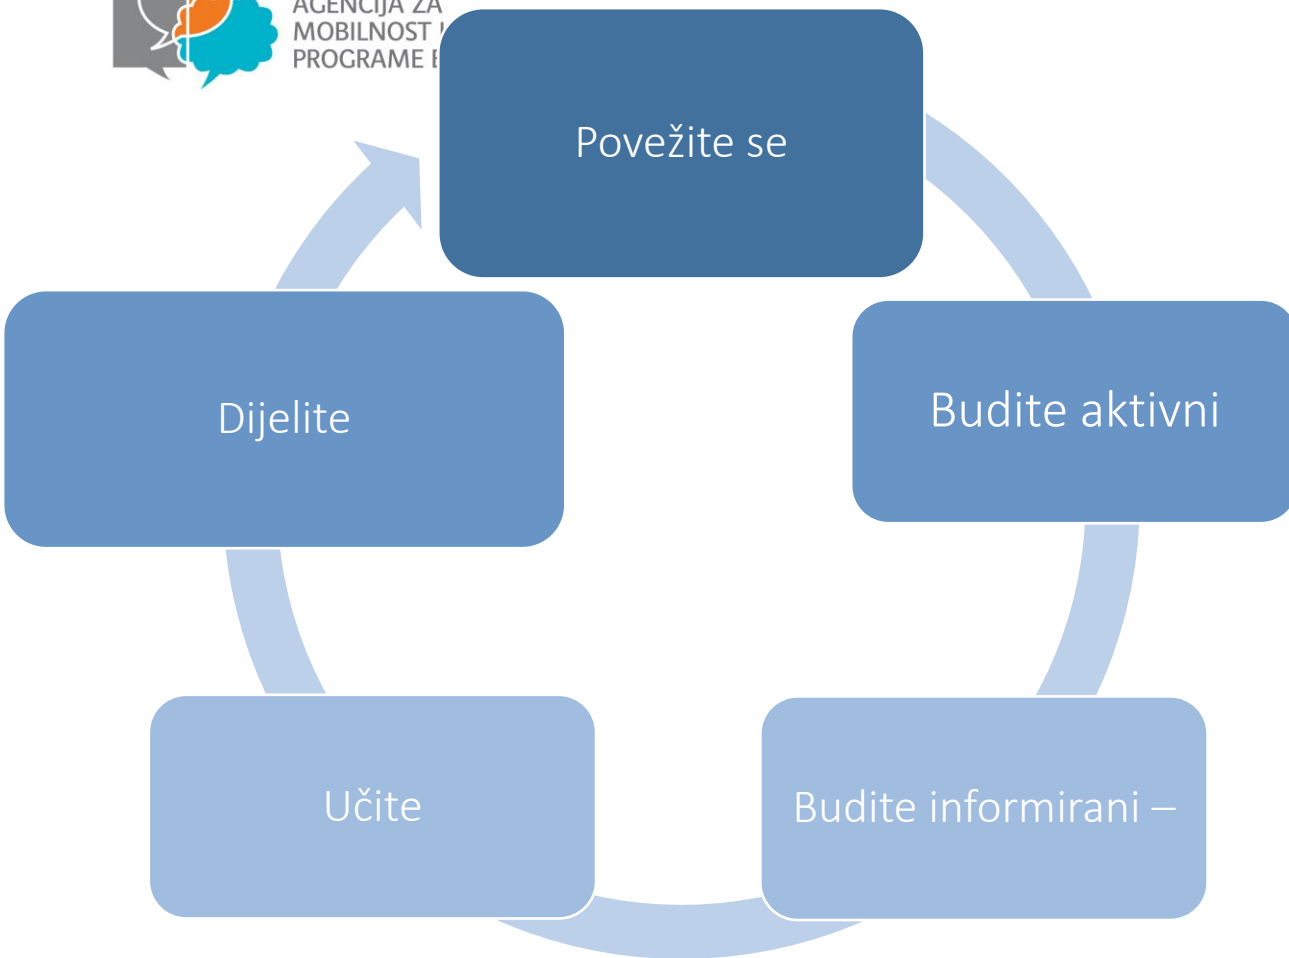 AGENCIJA ZA
MOBILNOST I
PROGRAME E
Povežite se
Budite aktivni
Budite informirani –
Učite
Dijelite